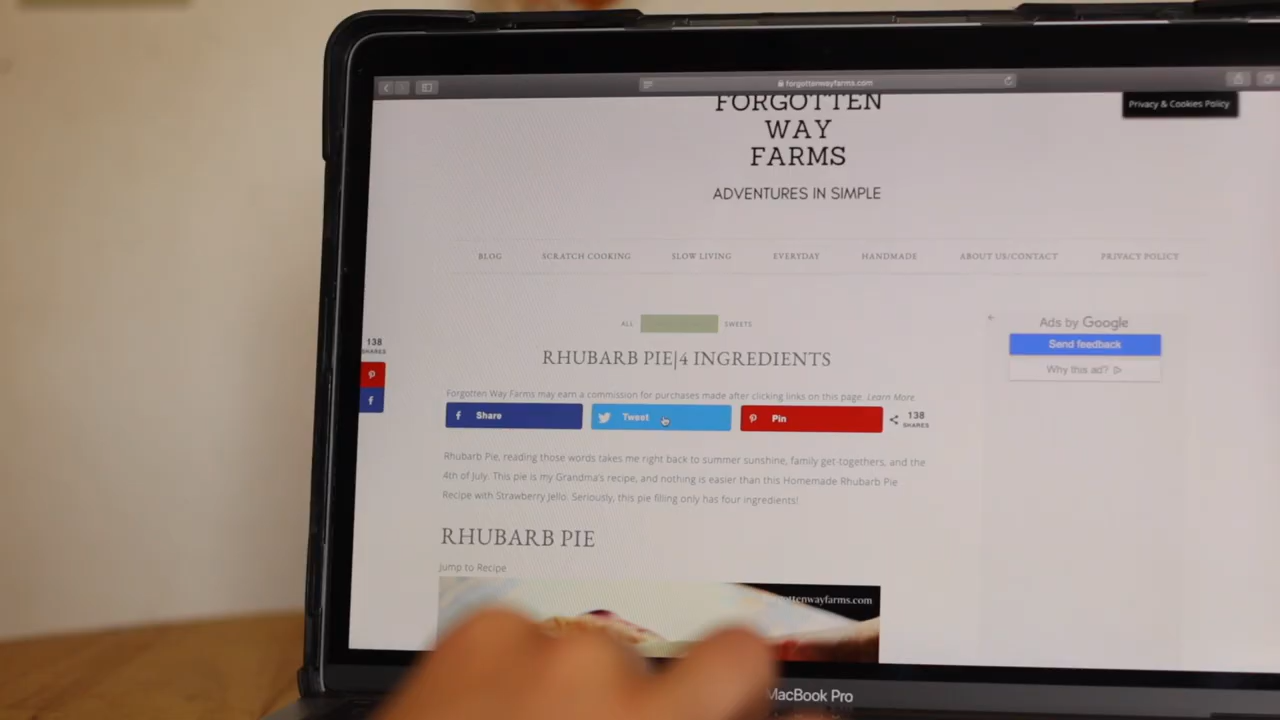 forgottenwayfarms.com
Privacy & Cookies Policy
FORGOTTEN
WAY
FARMS
ADVENTURES IN SIMPLE
BLOG SCRATCH COOKING SLOW LIVING EVERYDAY HANDMADE ABOUT US/CONTACT PRIVACY POLICY
ALL SWEETS
Ads by Google
Send feedback
Why this ad?
138
SHARES
RHUBARB PIE|4 INGREDIENTS
Forgotten Way Farms may earn a commission for purchases made after clicking links on this page. Learn More
Share Tweet Pin 138
SHARES
Rhubarb Pie, reading those words takes me right back to summer sunshine, family get-togethers, and the
4th of July. This pie is my Grandma's recipe, and nothing is easier than this Homemade Rhubarb Pie
Recipe with Strawberry Jello. Seriously, this pie filling only has four ingredients!
RHUBARB PIE
Jump to Recipe
ttenwayfarms.com
MacBook Pro